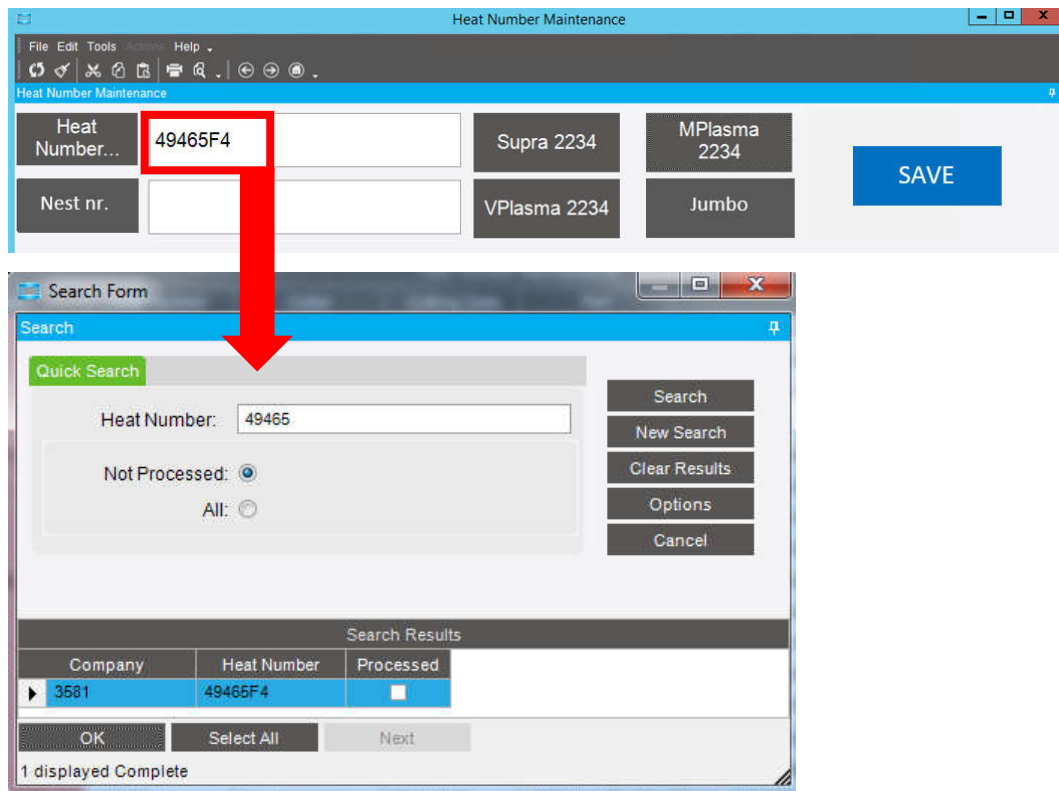 Heat Number Maintenance
File Edit Tools Actions Help
Heat Number Maintenance
Heat Number... 49465F4 Supra 2234 MPlasma 2234 SAVE
Nest nr. VPlasma 2234 Jumbo
Search Form
Search
Quick Search
Heat Number: 49465
Not Processed:
All:
Search
New Search
Clear Results
Options
Cancel
Search Results
Company Heat Number Processed
3581 49465F4
OK Select All Next
1 displayed Complete